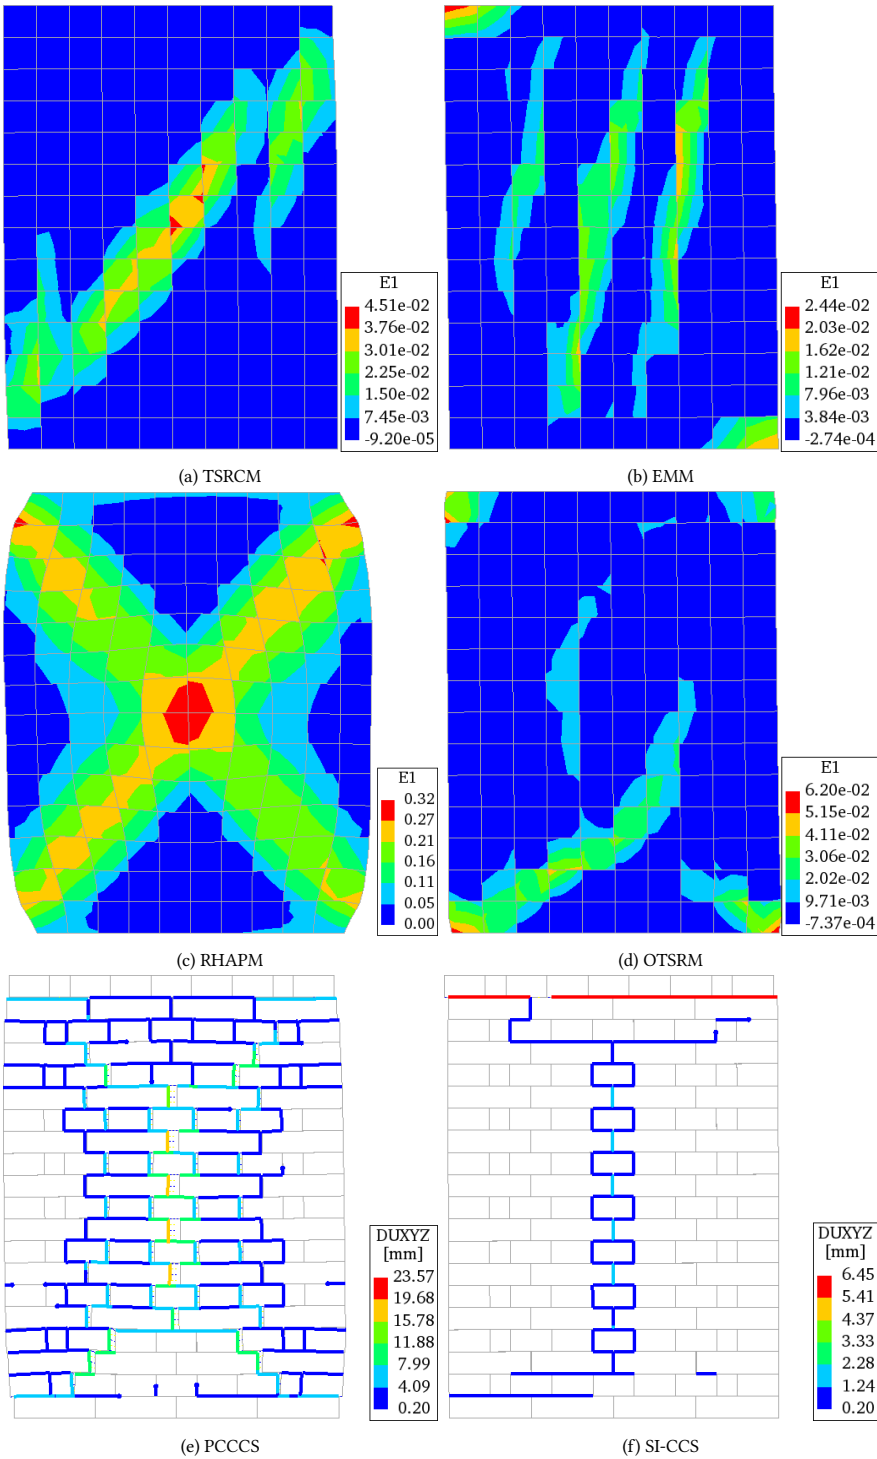 E1
4.51e-02
3.76e-02
3.01e-02
2.25e-02
1.50e-02
7.45e-03
-9.20e-05
(a) TSRCM
E1
2.44e-02
2.03e-02
1.62e-02
1.21e-02
7.96e-03
3.84e-03
-2.74e-04
(b) EMM
E1
0.32
0.27
0.21
0.16
0.11
0.05
0.00
(c) RHAPM
E1
6.20e-02
5.15e-02
4.11e-02
3.06e-02
2.02e-02
9.71e-03
-7.37e-04
(d) OTSRM
DUXYZ
[mm]
23.57
19.68
15.78
11.88
7.99
4.09
0.20
(e) PCCCS
DUXYZ
[mm]
6.45
5.41
4.37
3.33
2.28
1.24
0.20
(f) SI-CCS